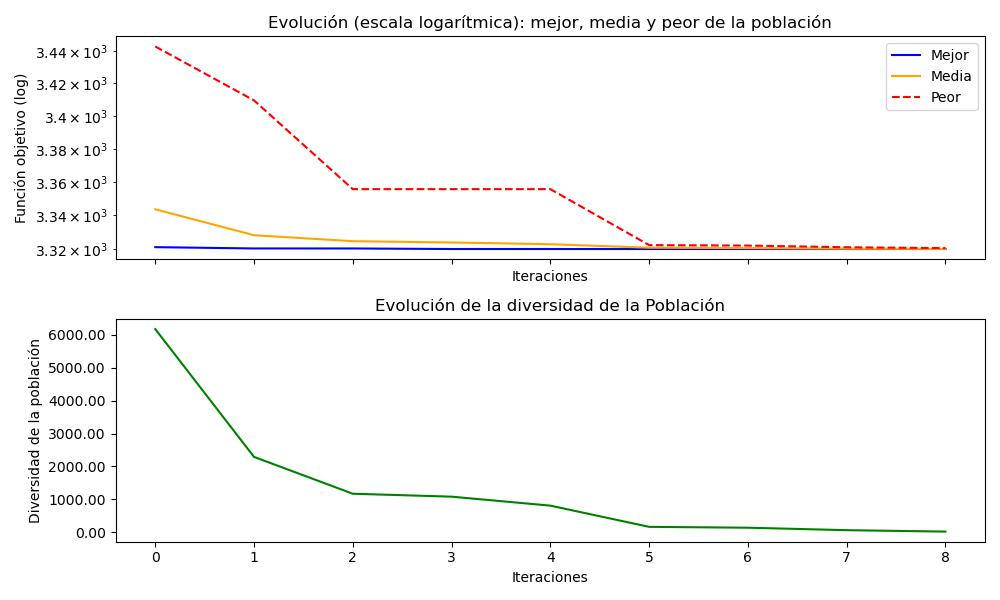 Evolución (escala logarítmica): mejor, media y peor de la población
Función objetivo (log)
3.44 × 10³
3.42 × 10³
3.4 × 10³
3.38 × 10³
3.36 × 10³
3.34 × 10³
3.32 × 10³
Mejor
Media
Peor
Iteraciones
Evolución de la diversidad de la Población
Diversidad de la población
6000.00
5000.00
4000.00
3000.00
2000.00
1000.00
0.00
0 1 2 3 4 5 6 7 8
Iteraciones